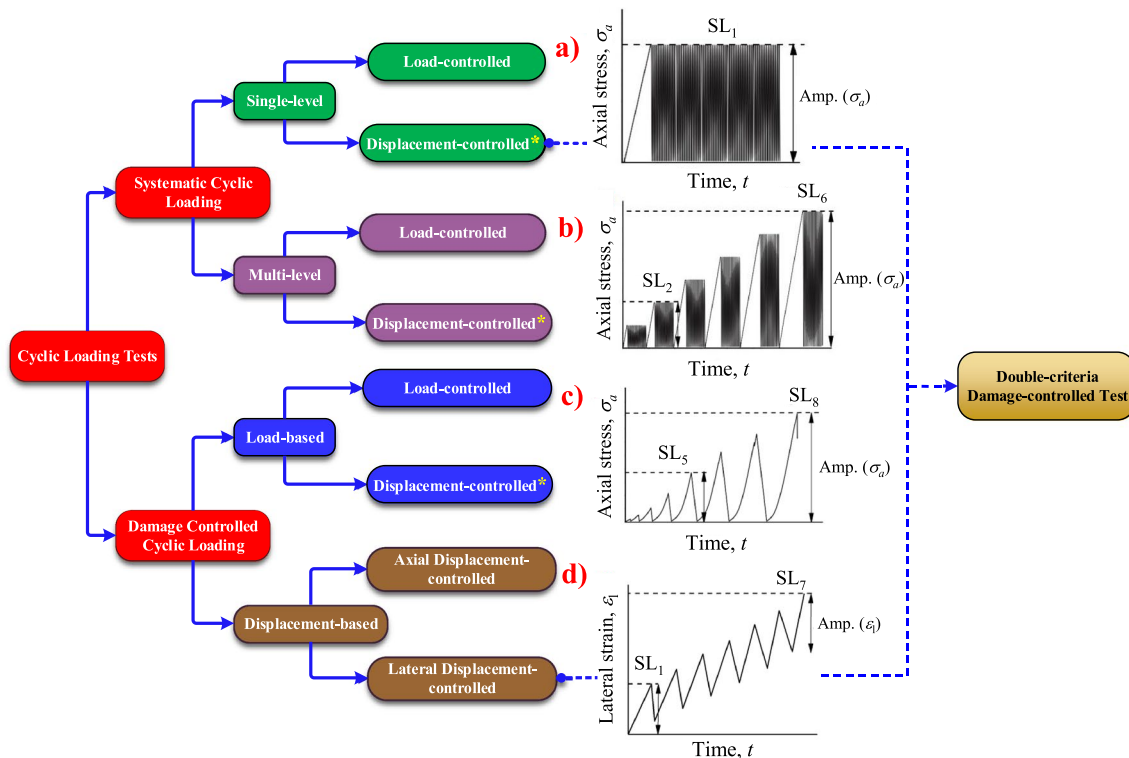 Cyclic Loading Tests
Systematic Cyclic
Loading
Damage Controlled
Cyclic Loading
Single-level
Multi-level
Load-based
Displacement-based
Load-controlled
Displacement-controlled*
Load-controlled
Displacement-controlled*
Load-controlled
Displacement-controlled*
Axial Displacement-
controlled
Lateral Displacement-
controlled
a)
Axial stress, σa
SL1
Amp. (σa)
Time, t
b)
Axial stress, σa
SL2
SL6
Amp. (σa)
Time, t
c)
Axial stress, σa
SL5
SL8
Amp. (σa)
Time, t
d)
Lateral strain, εl
SL1
SL7
Amp. (εl)
Time, t
Double-criteria
Damage-controlled Test